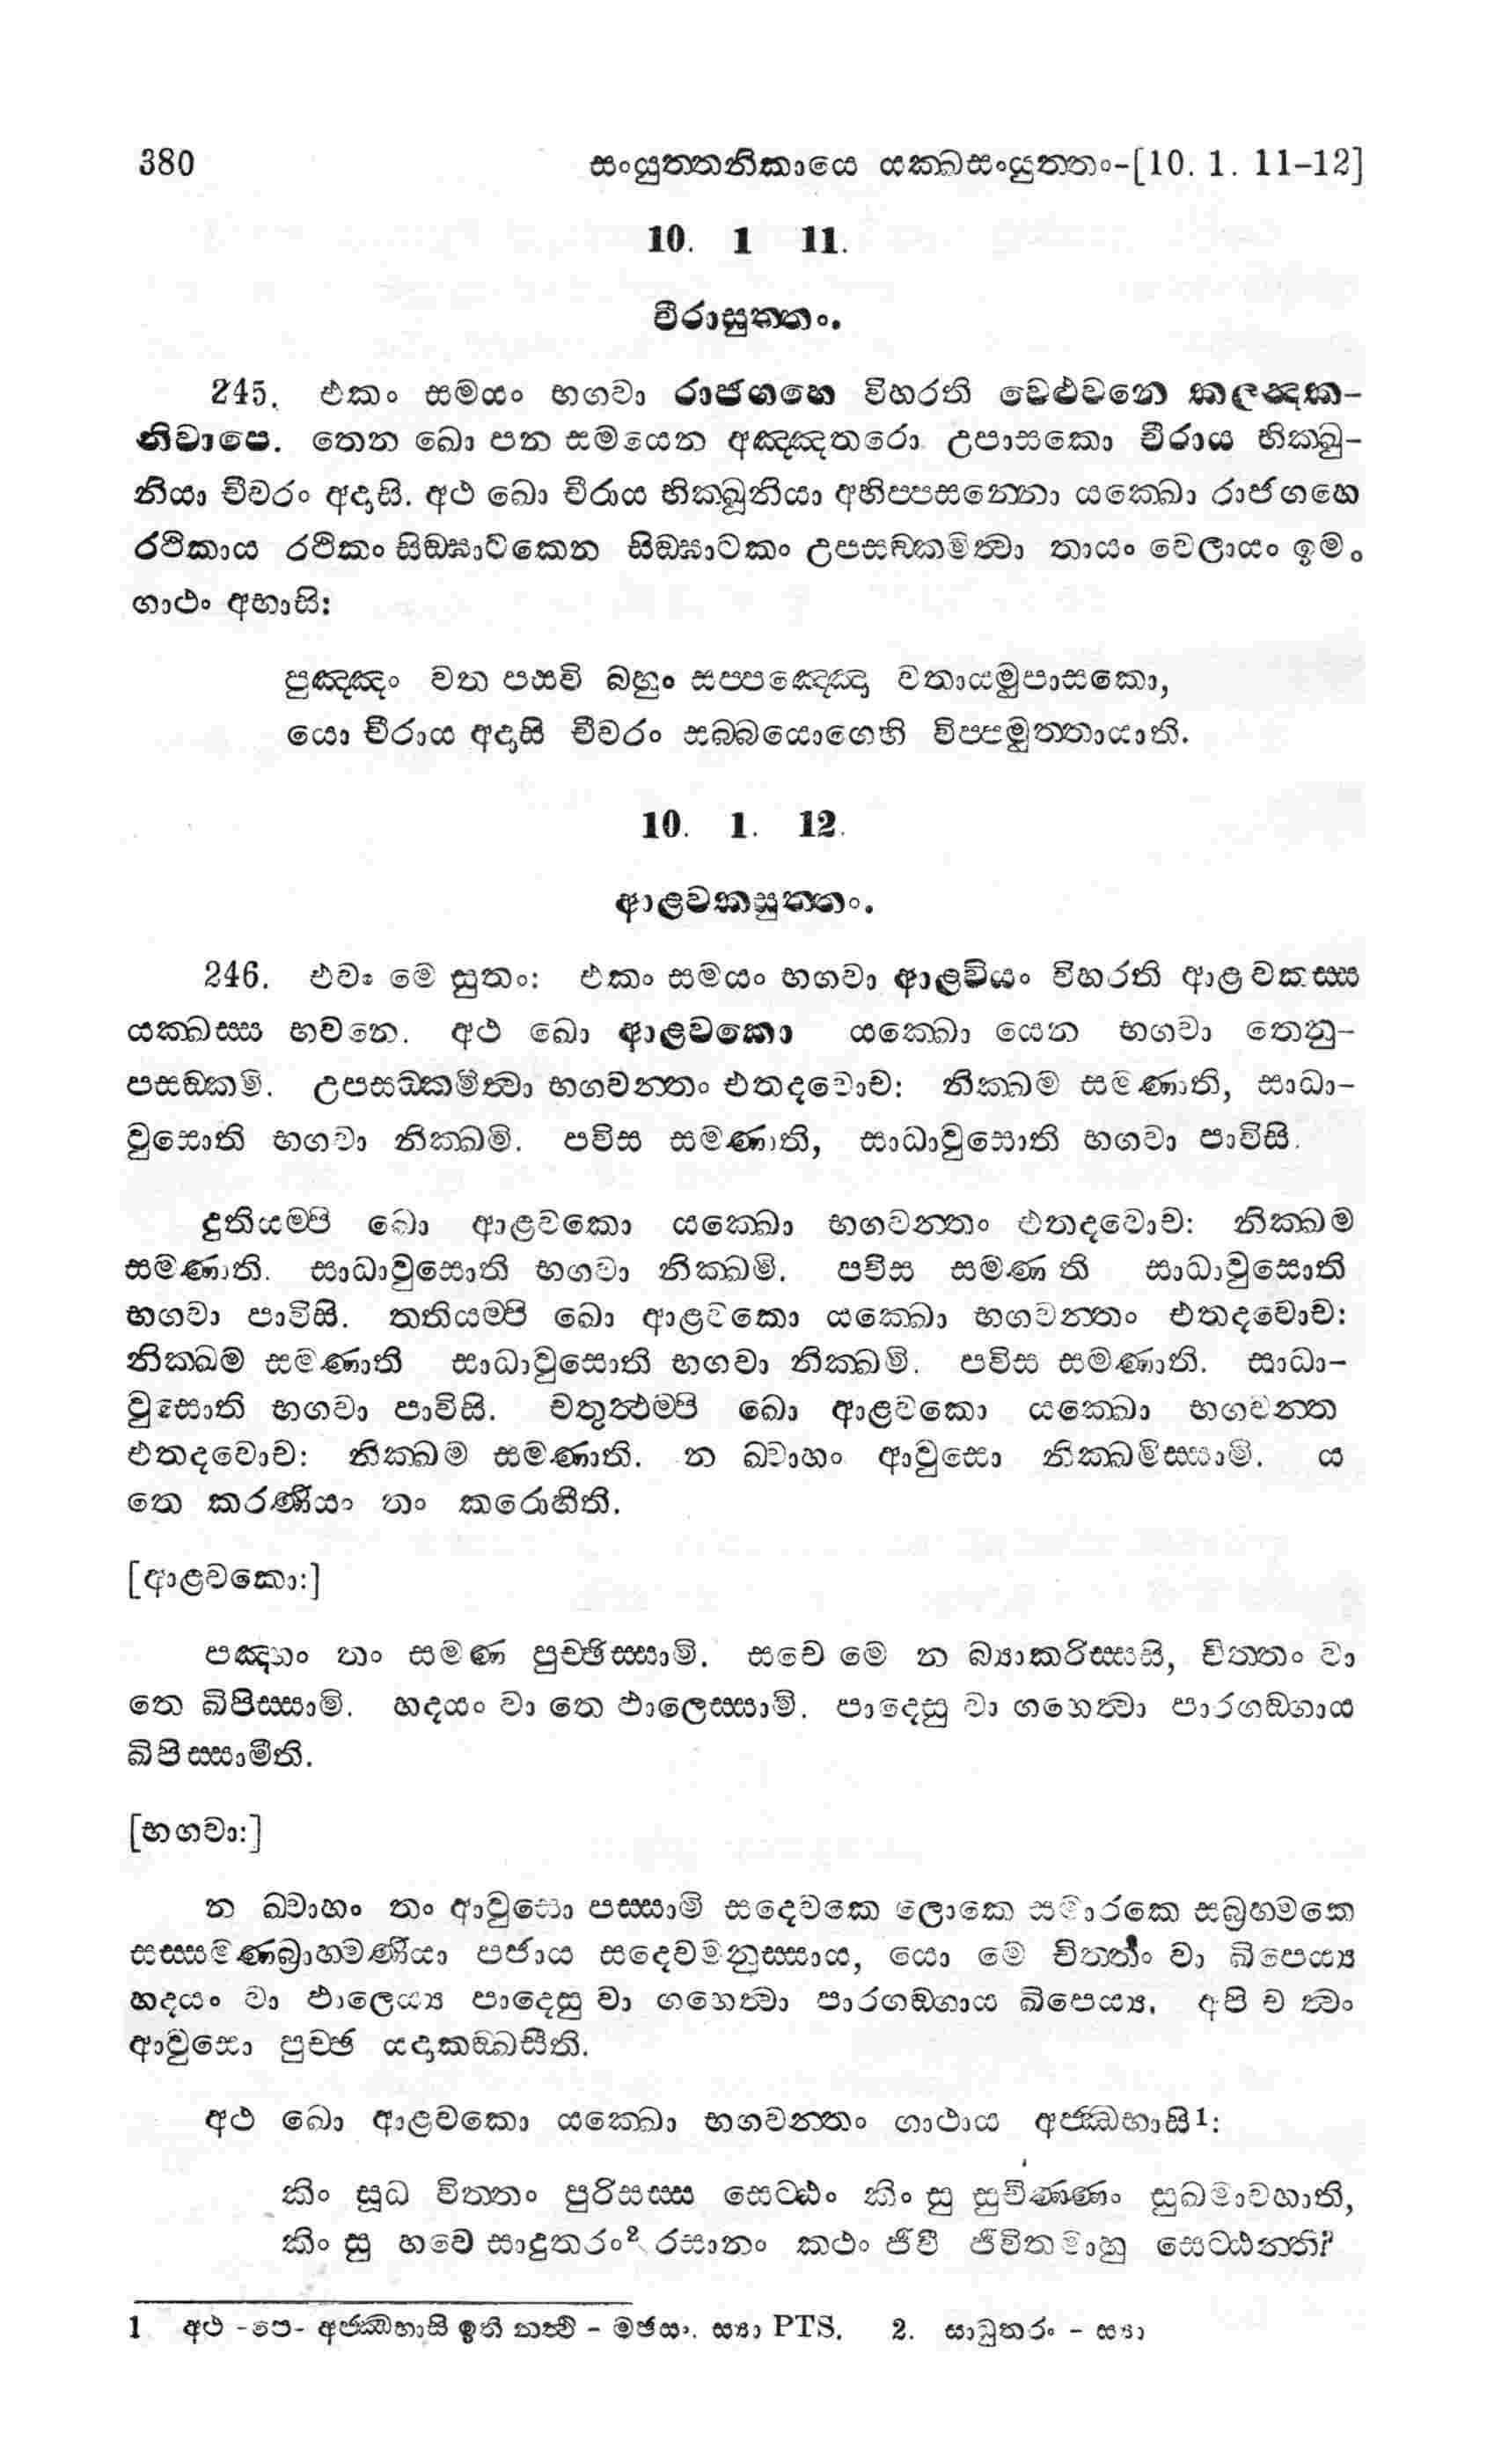 380 සංයුත්තනිකායෙ යක්ඛසංයුත්තං-[10. 1. 11-12]
10. 1 11.
චීරාසුත්තං.
245. එකං සමයං භගවා රාජගහෙ විහරති වෙළුවනෙ කලන්දක-
නිවාපෙ. තෙන ඛො පන සමයෙන අඤ්ඤතරො උපාසකො චීරාය භික්ඛු-
නියා චීවරං අදාසි. අථ ඛො චීරාය භික්ඛූනියා අභිප්පසන්නො යක්ඛො රාජගහෙ
රථිකාය රථිකං සිඞ්ඝාටකෙන සිඞ්ඝාටකං උපසඞ්කමිත්වා තායං වෙලායං ඉමං
ගාථං අභාසි:
පුඤ්ඤං වත පසවි බහුං සප්පඤ්ඤො වතායමුපාසකො,
යො චීරාය අදාසි චීවරං සබ්බයොගෙහි විප්පමුත්තායාති.
10. 1. 12.
ආළවකසුත්තං.
246. එවං මෙ සුතං: එකං සමයං භගවා ආළවියං විහරති ආළවකස්ස
යක්ඛස්ස භවනෙ. අථ ඛො ආළවකො යක්ඛො යෙන භගවා තෙනු-
පසඞ්කමි. උපසඞ්කමිත්වා භගවන්තං එතදවොච: නික්ඛම සමණාති, සාධා-
වුසොති භගවා නික්ඛමි. පවිස සමණාති, සාධාවුසොති භගවා පාවිසි.
දුතියම්පි ඛො ආළවකො යක්ඛො භගවන්තං එතදවොච: නික්ඛම
සමණාති. සාධාවුසොති භගවා නික්ඛමි. පවිස සමණ ති සාධාවුසොති
භගවා පාවිසි. තතියම්පි ඛො ආළවකො යක්ඛො භගවන්තං එතදවොච:
නික්ඛම සමණාති සාධාවුසොති භගවා නික්ඛමි. පවිස සමණාති. සාධා-
වුසොති භගවා පාවිසි. චතුත්ථම්පි ඛො ආළවකො යක්ඛො භගවන්ත
එතදවොච: නික්ඛම සමණාති. න ඛ්වාහං ආවුසො නික්ඛමිස්සාමි. ය
තෙ කරණීයං තං කරොහීති.
[ආළවකො:]
පඤ්හං තං සමණ පුච්ඡිස්සාමි. සචෙ මෙ න බ්‍යාකරිස්සසි, චිත්තං වා
තෙ ඛිපිස්සාමි. හදයං වා තෙ ඵාලෙස්සාමි. පාදෙසු වා ගහෙත්වා පාරගඞ්ගාය
ඛිපිස්සාමීති.
[භගවා:]
න ඛ්වාහං තං ආවුසො පස්සාමි සදෙවකෙ ලොකෙ සමාරකෙ සබ්‍රහ්මකෙ
සස්සමණබ්‍රාහ්මණියා පජාය සදෙවමනුස්සාය, යො මෙ චිත්තං වා ඛිපෙය්‍ය
හදයං වා ඵාලෙය්‍ය පාදෙසු වා ගහෙත්වා පාරගඞ්ගාය ඛිපෙය්‍ය. අපි ච ත්වං
ආවුසො පුච්ඡ යදාකඞ්ඛසීති.
අථ ඛො ආළවකො යක්ඛො භගවන්තං ගාථාය අජ්ඣභාසි1:
කිං සූධ විත්තං පුරිසස්ස සෙට්ඨං කිං සු සුචිණ්ණං සුඛමාවහාති,
කිං සු හවෙ සාදුතරං2 රසානං කථං ජීවී ජීවිතමාහු සෙට්ඨන්ති?
1 අථ -පෙ- අජ්ඣභාසි ඉති නත්ථි - මජසං. ස්‍යා PTS. 2. සාධුතරං - ස්‍යා